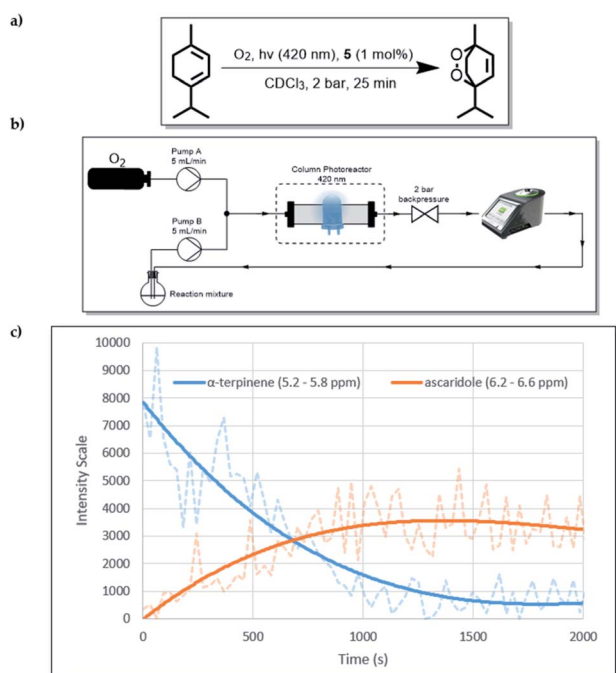 a)
O₂, hv (420 nm), 5 (1 mol%)
CDCl3, 2 bar, 25 min
Me
Me
O
O
b)
O₂
Pump A
5 mL/min
Column Photoreactor
420 nm
2 bar
backpressure
Pump B
5 mL/min
Reaction mixture
c)
α-terpinene (5.2 - 5.8 ppm)
ascaridole (6.2 - 6.6 ppm)
Intensity Scale
10000
9000
8000
7000
6000
5000
4000
3000
2000
1000
0
0
500
1000
1500
2000
Time (s)